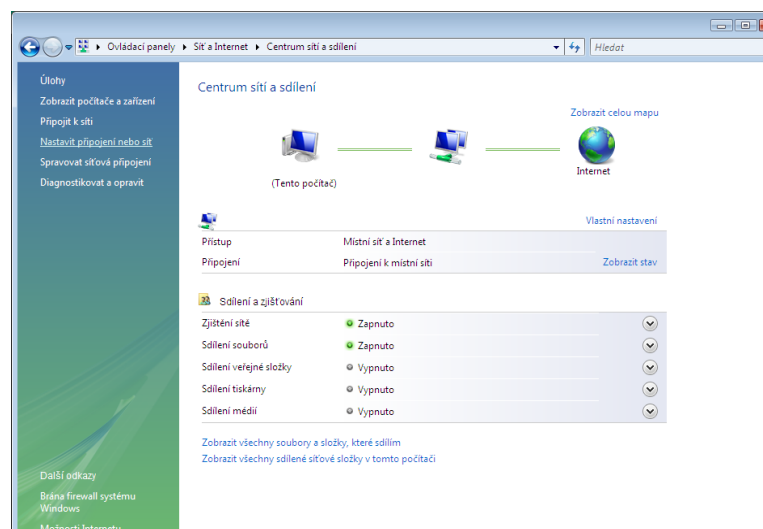 Ovládací panely ▸ Síť a Internet ▸ Centrum sítí a sdílení
Hledat
Úlohy
Zobrazit počítače a zařízení
Připojit k síti
Nastavit připojení nebo síť
Spravovat síťová připojení
Diagnostikovat a opravit
Další odkazy
Brána firewall systému
Windows
Možnosti Internetu
Centrum sítí a sdílení
Zobrazit celou mapu
(Tento počítač)
Internet
Vlastní nastavení
Přístup Místní síť a Internet
Připojení Připojení k místní síti Zobrazit stav
Sdílení a zjišťování
Zjištění sítě Zapnuto
Sdílení souborů Zapnuto
Sdílení veřejné složky Vypnuto
Sdílení tiskárny Vypnuto
Sdílení médií Vypnuto
Zobrazit všechny soubory a složky, které sdílím
Zobrazit všechny sdílené síťové složky v tomto počítači